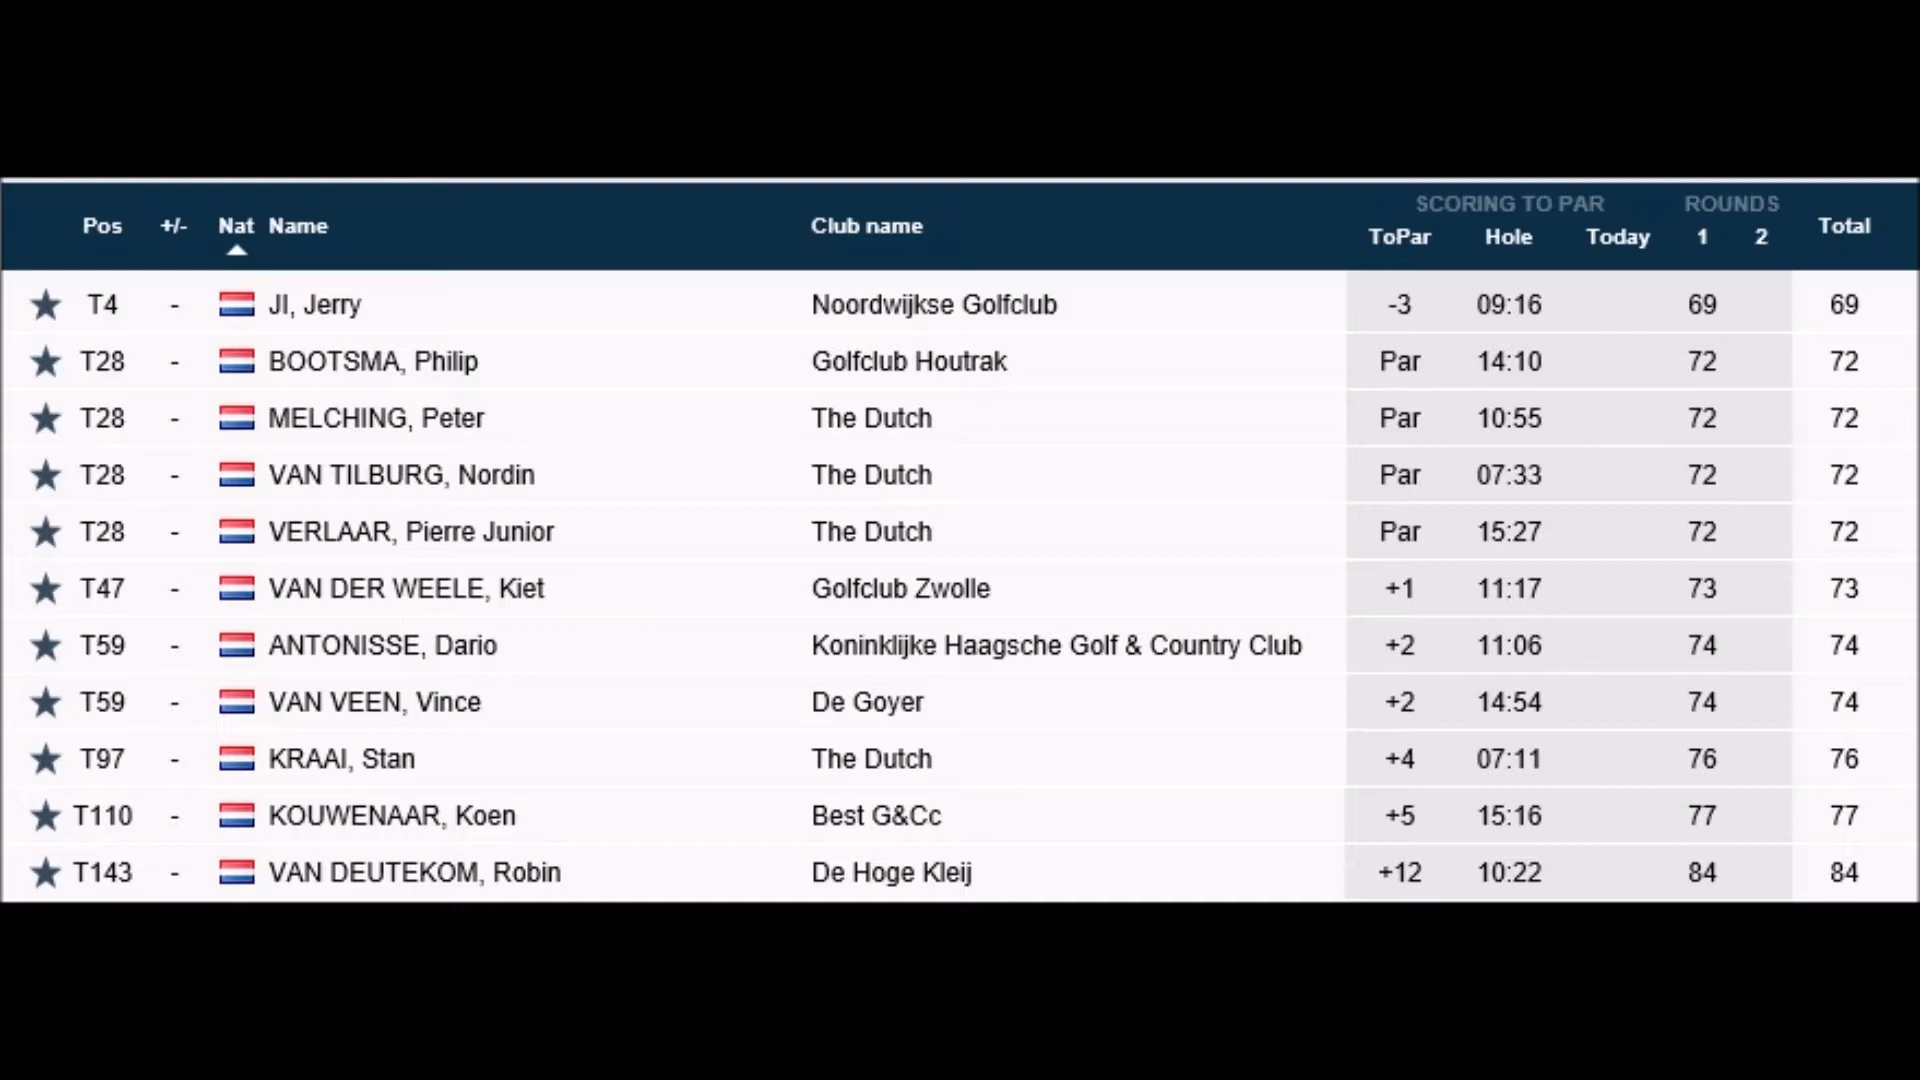 SCORING TO PAR ROUNDS
Pos +/- Nat Name Club name ToPar Hole Today 1 2 Total
T4 - JI, Jerry Noordwijkse Golfclub -3 09:16 69 69
T28 - BOOTSMA, Philip Golfclub Houtrak Par 14:10 72 72
T28 - MELCHING, Peter The Dutch Par 10:55 72 72
T28 - VAN TILBURG, Nordin The Dutch Par 07:33 72 72
T28 - VERLAAR, Pierre Junior The Dutch Par 15:27 72 72
T47 - VAN DER WEELE, Kiet Golfclub Zwolle +1 11:17 73 73
T59 - ANTONISSE, Dario Koninklijke Haagsche Golf & Country Club +2 11:06 74 74
T59 - VAN VEEN, Vince De Goyer +2 14:54 74 74
T97 - KRAAI, Stan The Dutch +4 07:11 76 76
T110 - KOUWENAAR, Koen Best G&Cc +5 15:16 77 77
T143 - VAN DEUTEKOM, Robin De Hoge Kleij +12 10:22 84 84